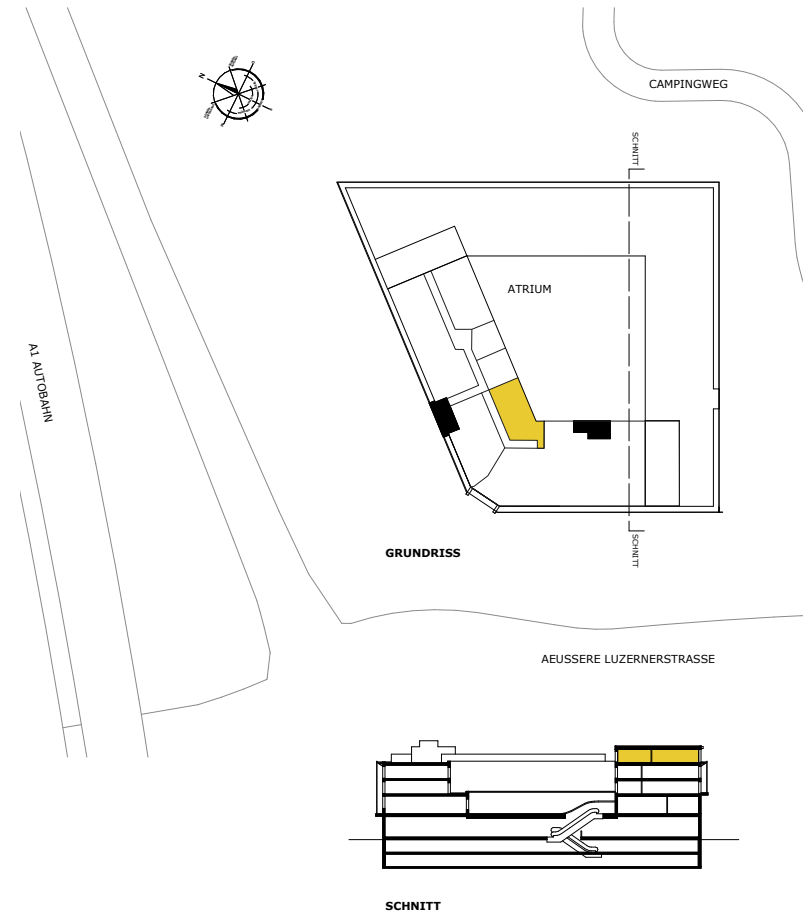 CAMPINGWEG
N
SCHNITT
ATRIUM
A1 AUTOBAHN
GRUNDRISS
SCHNITT
AEUSSERE LUZERNERSTRASSE
SCHNITT